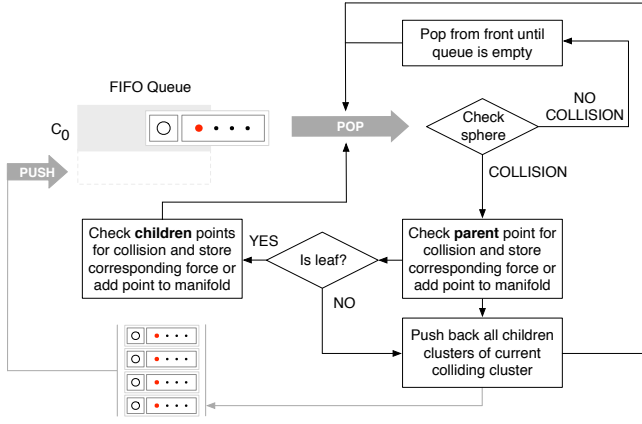 Pop from front until
queue is empty
FIFO Queue
NO
COLLISION
C0
POP
Check
sphere
PUSH
COLLISION
Check children points
for collision and store
corresponding force or
add point to manifold
YES
Is leaf?
Check parent point for
collision and store
corresponding force or
add point to manifold
NO
Push back all children
clusters of current
colliding cluster